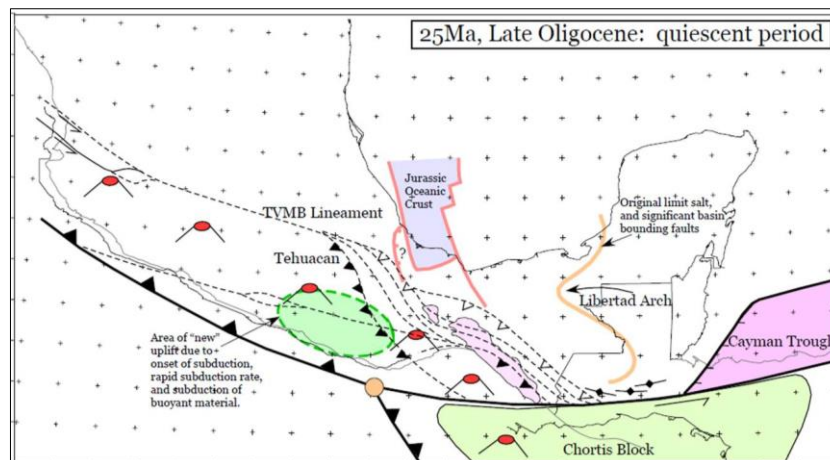 25Ma, Late Oligocene: quiescent period
Jurassic
Oceanic
Crust
Original limit salt,
and significant basin
bounding faults
TVMB Lineament
?
Tehuacan
Libertad Arch
Area of "new"
uplift due to
onset of subduction,
rapid subduction rate,
and subduction of
buoyant material.
Cayman Trough
Chortis Block